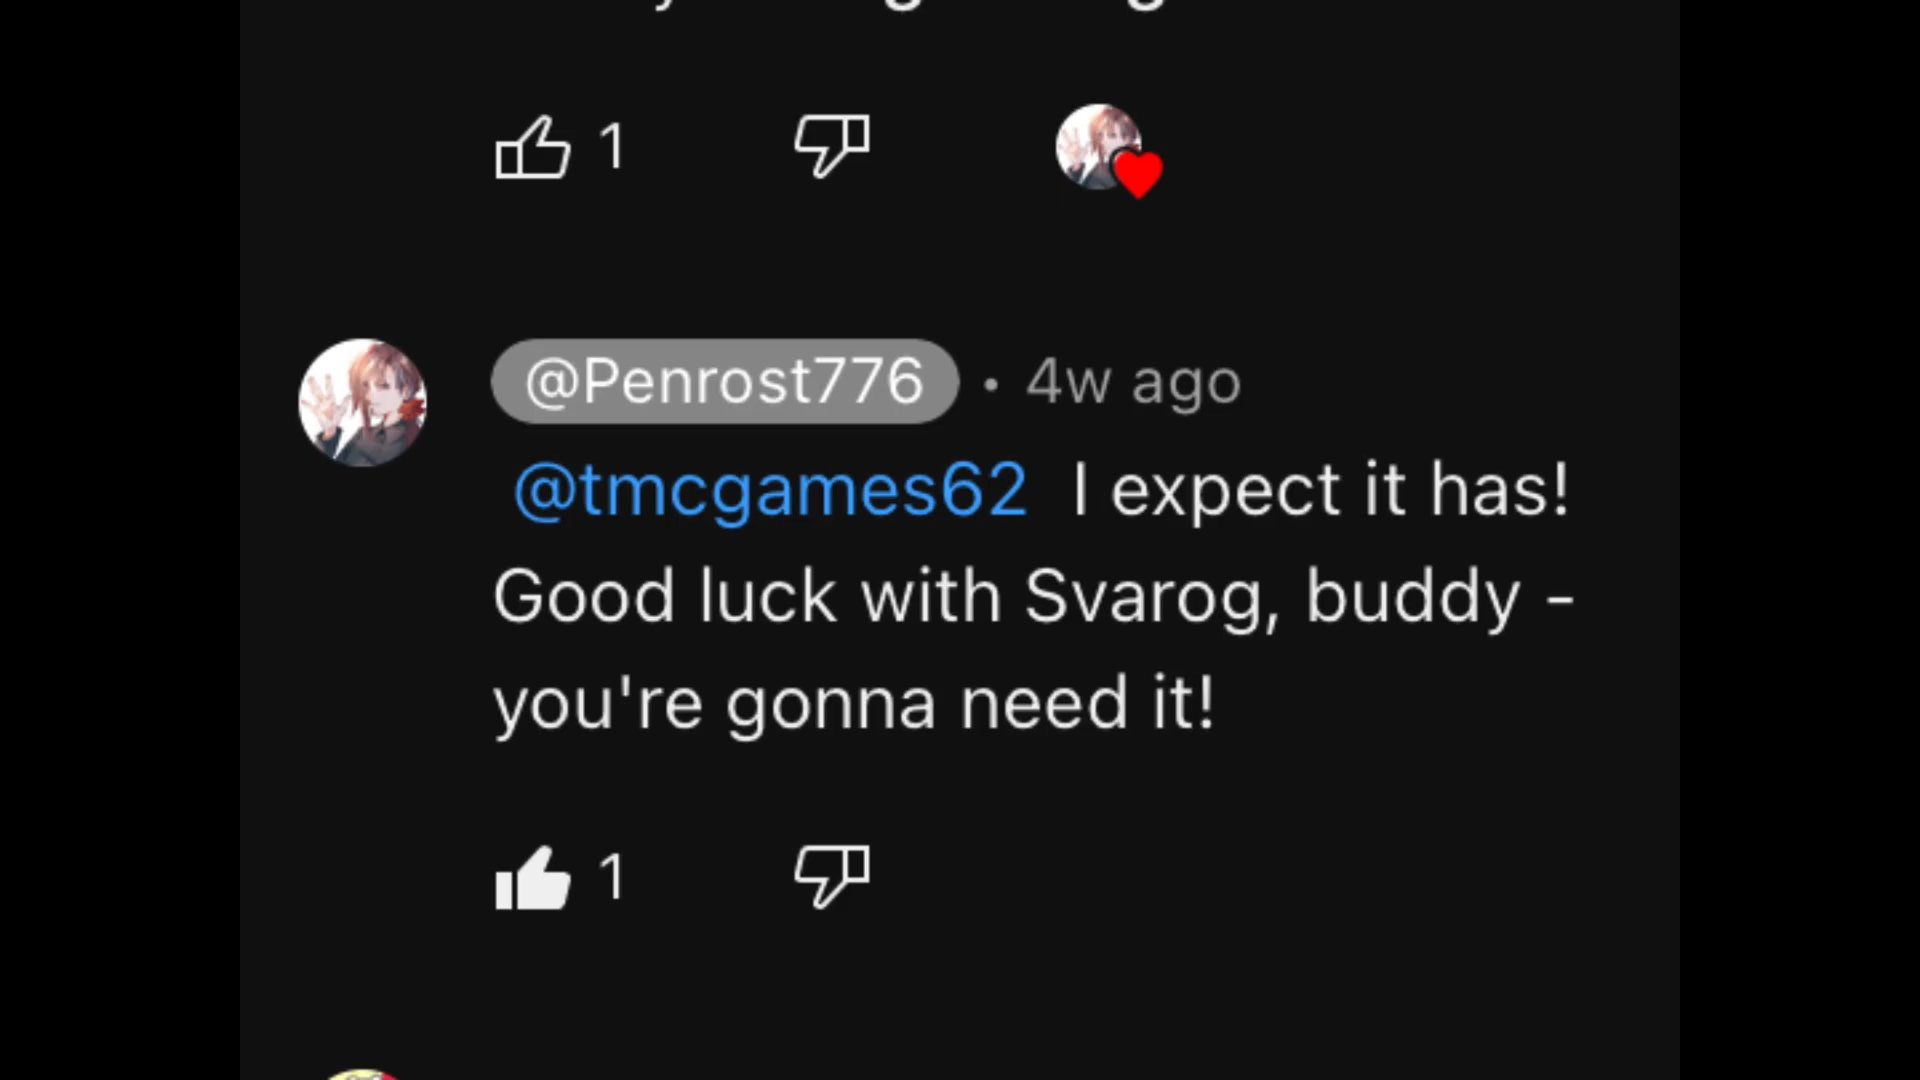 1
@Penrost776 • 4w ago
@tmcgames62 I expect it has!
Good luck with Svarog, buddy -
you're gonna need it!
1